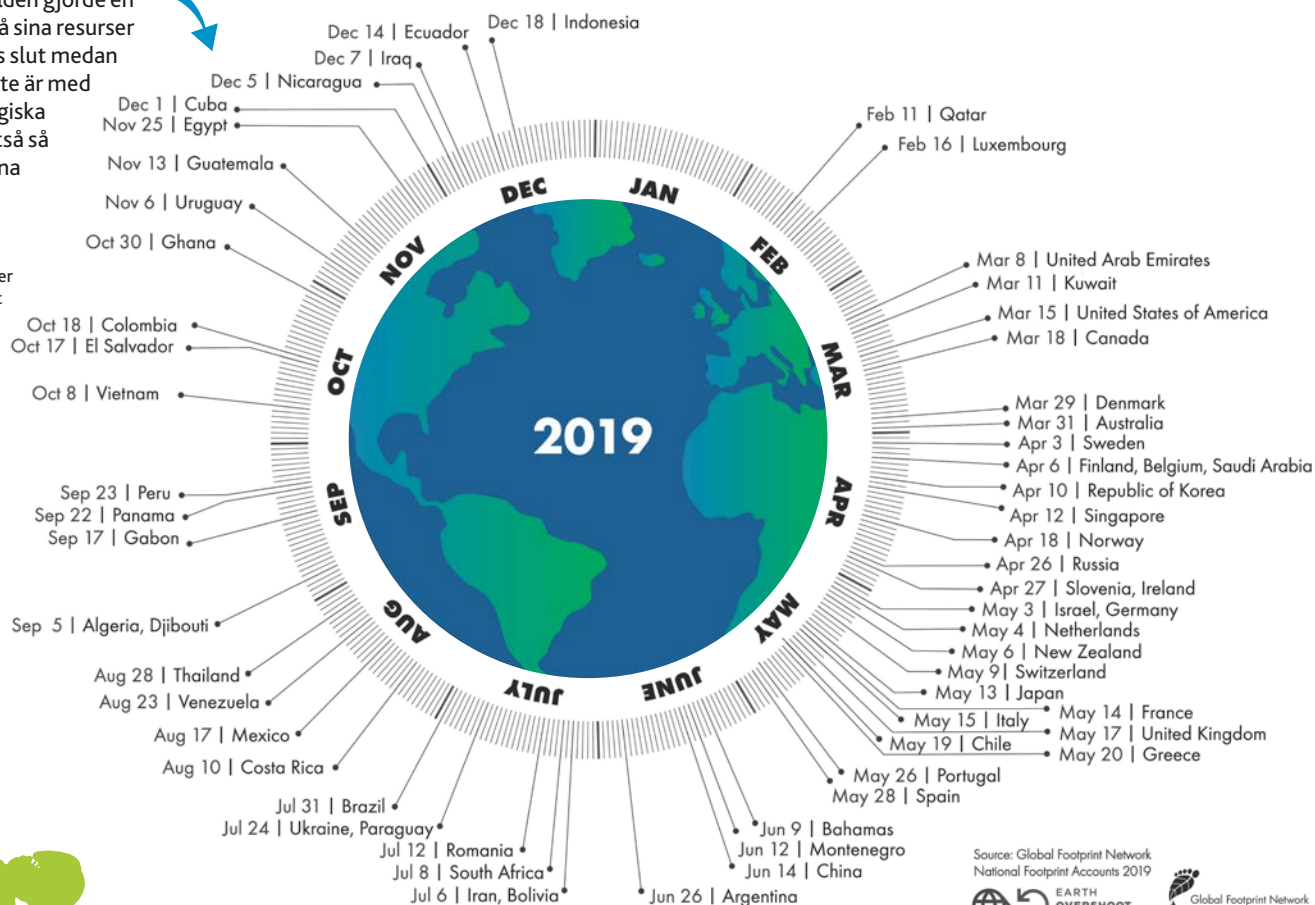 lden gjorde en
å sina resurser
s slut medan
te är med
giska
tså så
na
er
Dec 18 | Indonesia
Dec 14 | Ecuador
Dec 7 | Iraq
Dec 5 | Nicaragua
Dec 1 | Cuba
Nov 25 | Egypt
Nov 13 | Guatemala
Nov 6 | Uruguay
Oct 30 | Ghana
Oct 18 | Colombia
Oct 17 | El Salvador
Oct 8 | Vietnam
Sep 23 | Peru
Sep 22 | Panama
Sep 17 | Gabon
Sep 5 | Algeria, Djibouti
Aug 28 | Thailand
Aug 23 | Venezuela
Aug 17 | Mexico
Aug 10 | Costa Rica
Jul 31 | Brazil
Jul 24 | Ukraine, Paraguay
Jul 12 | Romania
Jul 8 | South Africa
Jul 6 | Iran, Bolivia
JAN
FEB
MAR
APR
MAY
JUNE
JULY
AUG
SEP
OCT
NOV
DEC
2019
Feb 11 | Qatar
Feb 16 | Luxembourg
Mar 8 | United Arab Emirates
Mar 11 | Kuwait
Mar 15 | United States of America
Mar 18 | Canada
Mar 29 | Denmark
Mar 31 | Australia
Apr 3 | Sweden
Apr 6 | Finland, Belgium, Saudi Arabia
Apr 10 | Republic of Korea
Apr 12 | Singapore
Apr 18 | Norway
Apr 26 | Russia
Apr 27 | Slovenia, Ireland
May 3 | Israel, Germany
May 4 | Netherlands
May 6 | New Zealand
May 9| Switzerland
May 13 | Japan
May 14 | France
May 15 | Italy
May 17 | United Kingdom
May 19 | Chile
May 20 | Greece
May 26 | Portugal
May 28 | Spain
Jun 9 | Bahamas
Jun 12 | Montenegro
Jun 14 | China
Jun 26 | Argentina
Source: Global Footprint Network
National Footprint Accounts 2019
EARTH
OVERSHOOT
Global Footprint Network